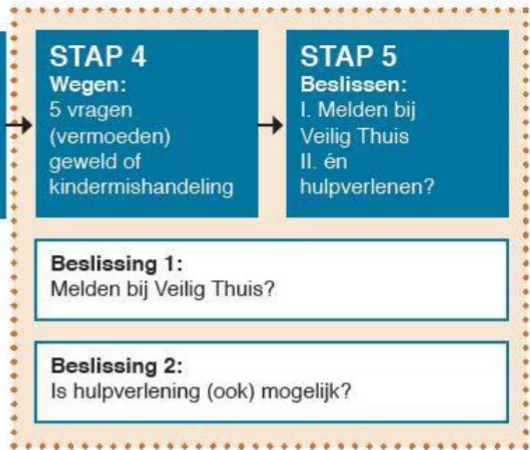 STAP 4
Wegen:
5 vragen
(vermoeden)
geweld of
kindermishandeling
STAP 5
Beslissen:
I. Melden bij
Veilig Thuis
II. én
hulpverlenen?
Beslissing 1:
Melden bij Veilig Thuis?
Beslissing 2:
Is hulpverlening (ook) mogelijk?